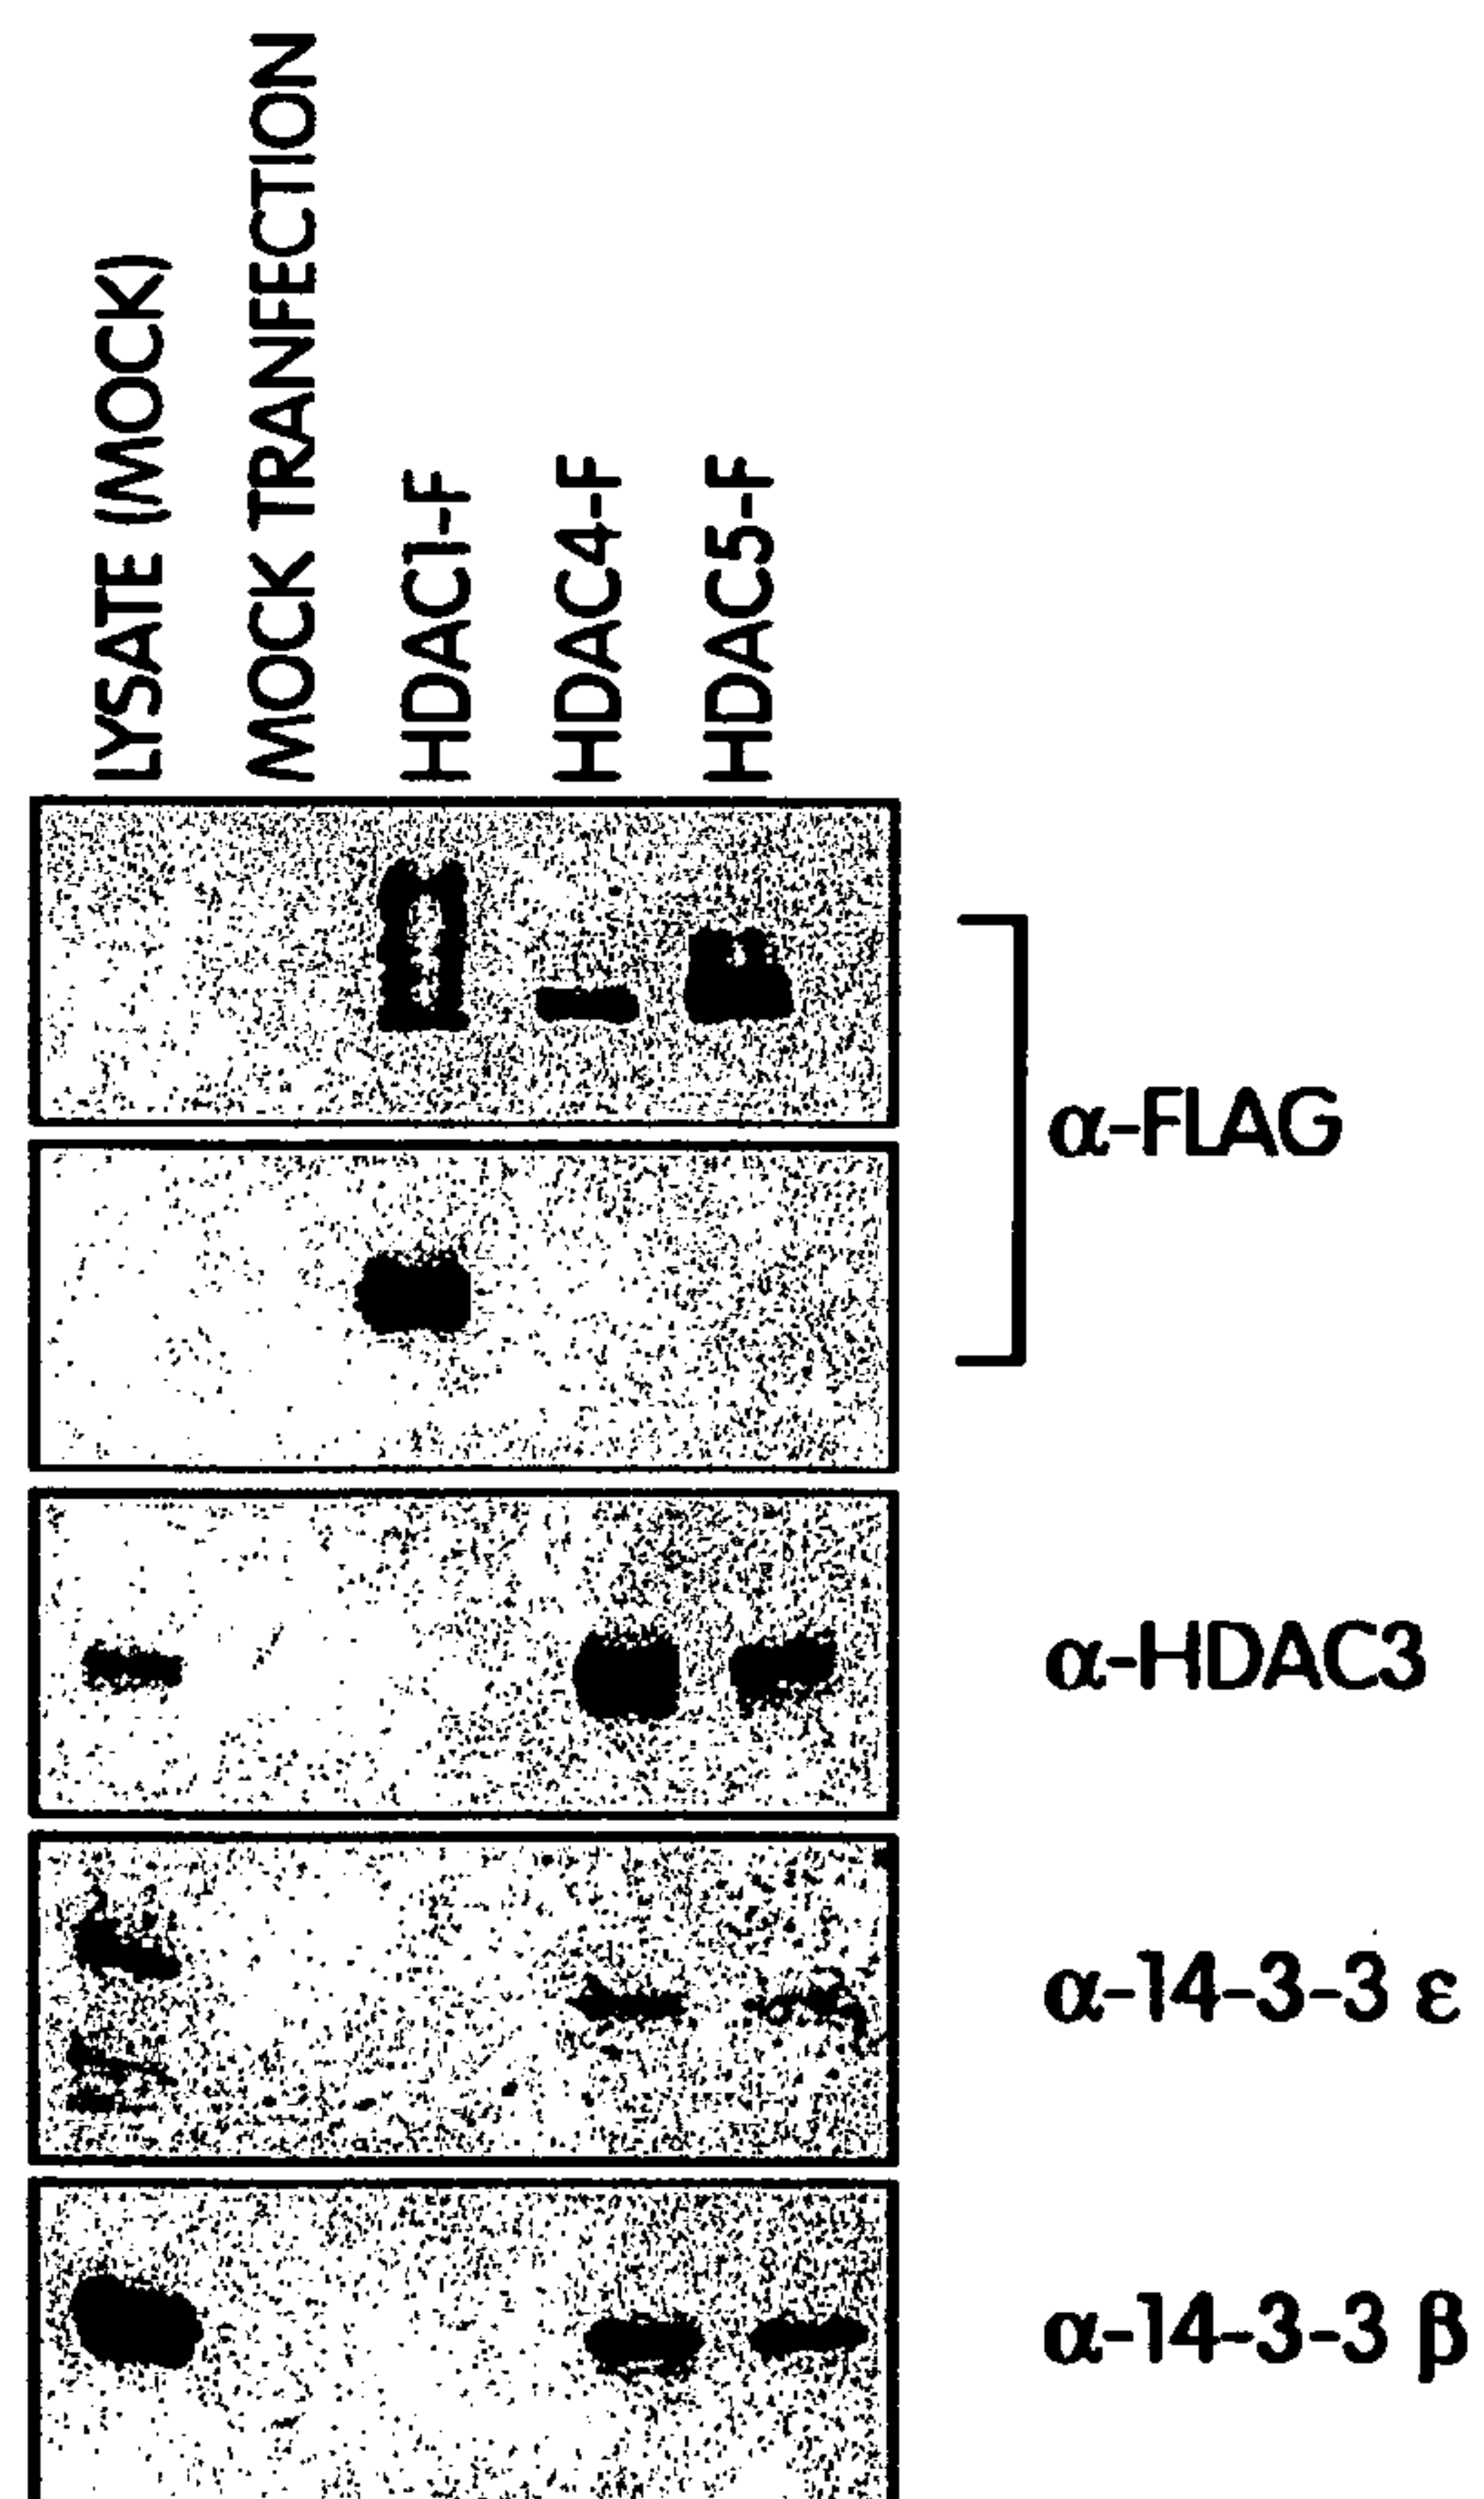 LYSATE (MOCK)
MOCK TRANFECTION
HDAC1-F
HDAC4-F
HDAC5-F
α-FLAG
α-HDAC3
α-14-3-3 ε
α-14-3-3 β